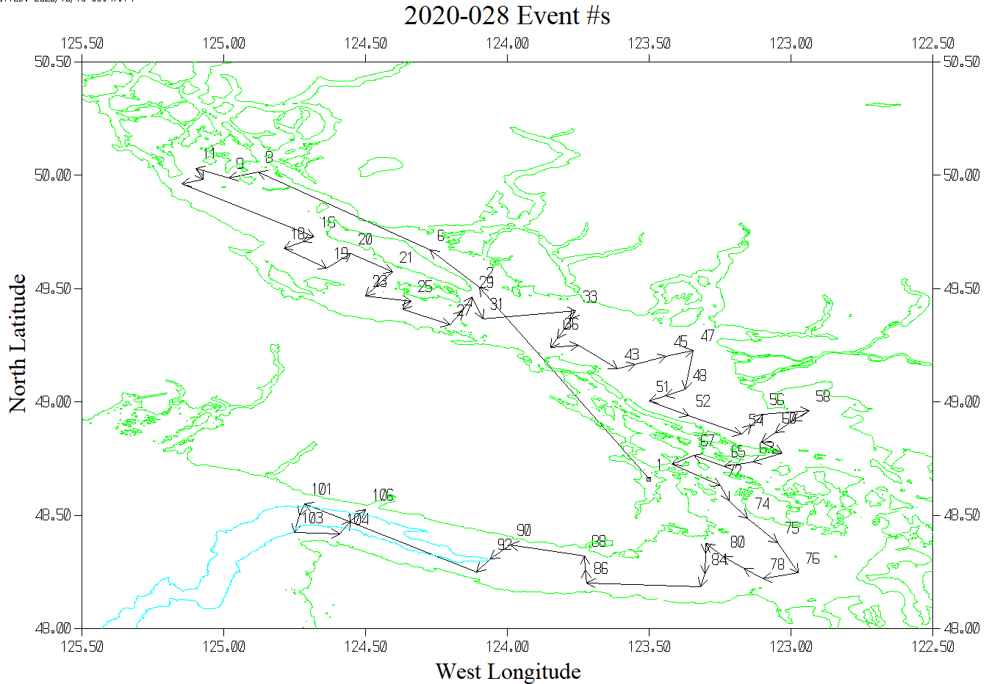 2020-028 Event #s
125.50 125.00 124.50 124.00 123.50 123.00 122.50
50.50 50.50
11 9 8
50.00 50.00
15 6
18 20
19 21 2
23 25 29 33
49.50 49.50
27 31
36 47
43 45
48
51 52
49.00 56 58 49.00
54 60
67 63
65
1 72
101 106 74
48.50 103 104 75 48.50
90 88 80
92 76
86 84 78
48.00 48.00
125.50 125.00 124.50 124.00 123.50 123.00 122.50
North Latitude
West Longitude